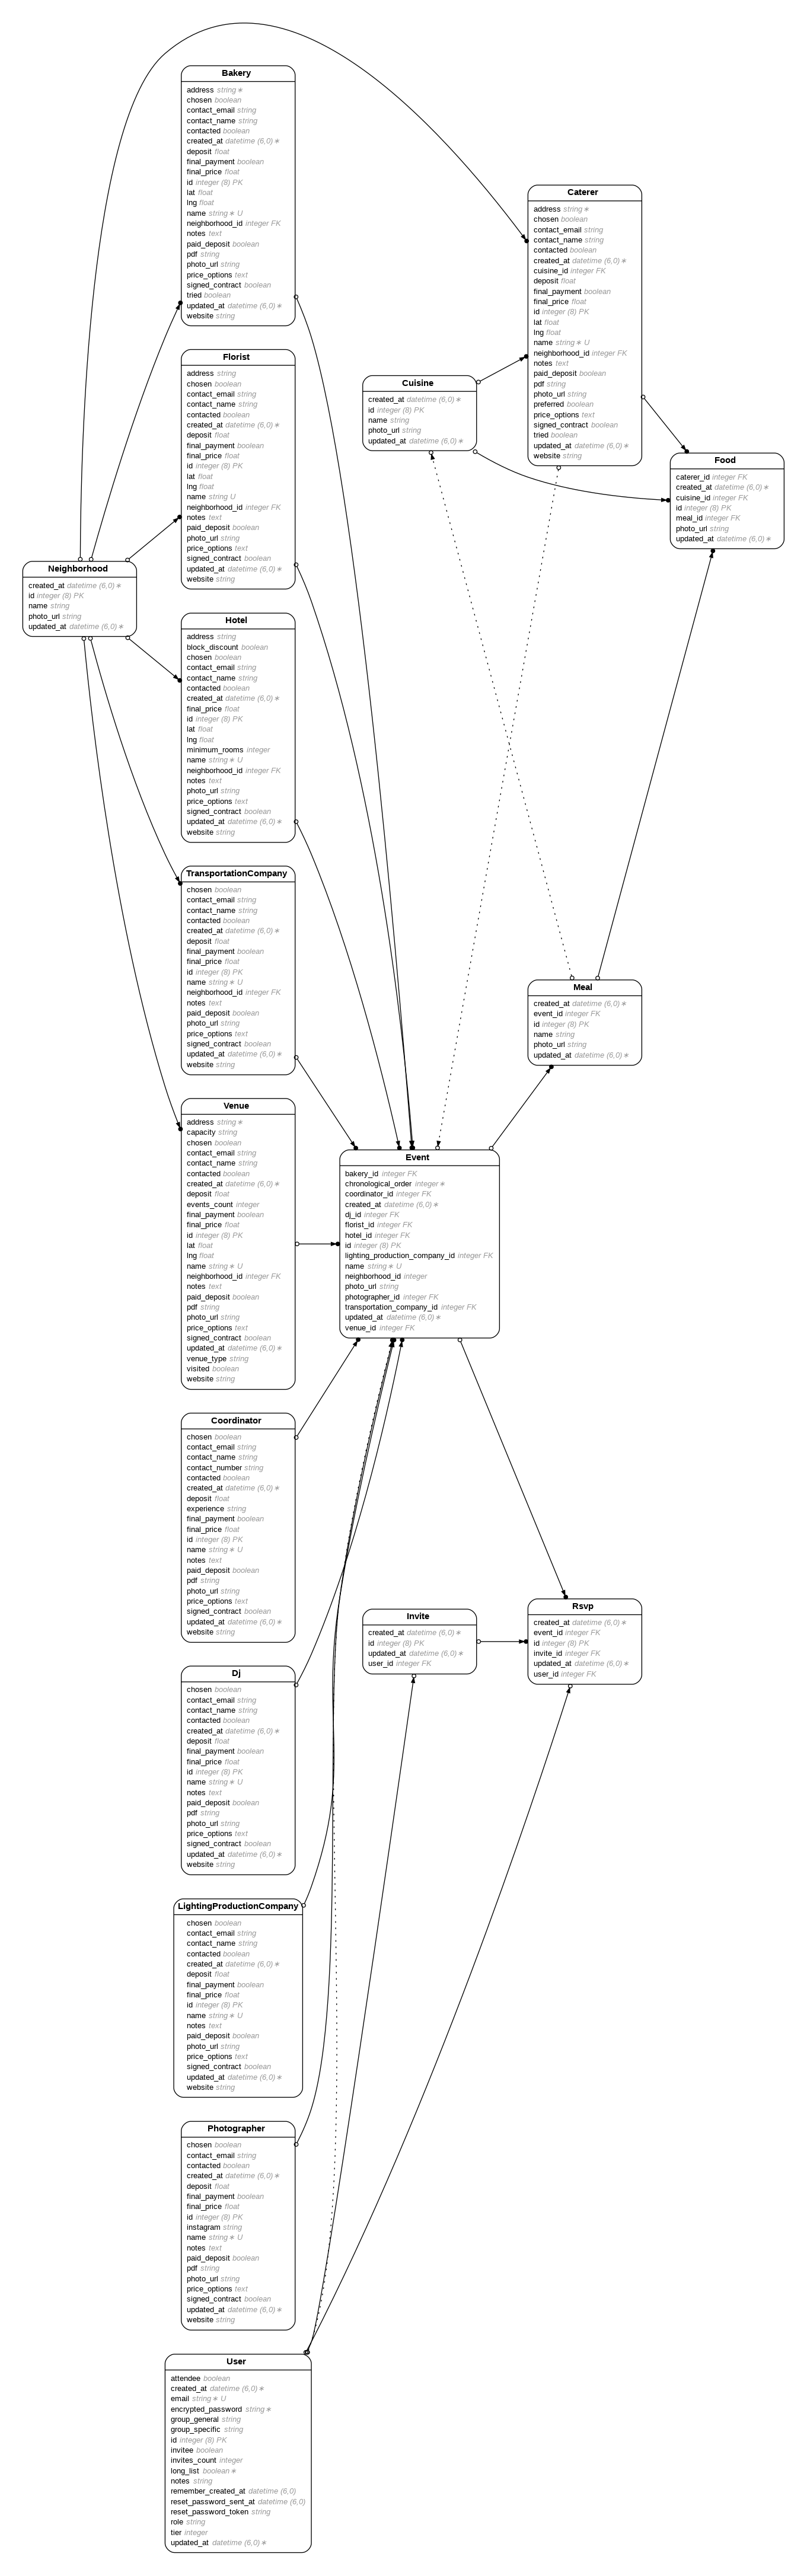 Bakery
address string∗
chosen boolean
contact_email string
contact_name string
contacted boolean
created_at datetime (6,0)∗
deposit float
final_payment boolean
final_price float
id integer (8) PK
lat float
lng float
name string∗ U
neighborhood_id integer FK
notes text
paid_deposit boolean
pdf string
photo_url string
price_options text
signed_contract boolean
tried boolean
updated_at datetime (6,0)∗
website string
Caterer
address string∗
chosen boolean
contact_email string
contact_name string
contacted boolean
created_at datetime (6,0)∗
cuisine_id integer FK
deposit float
final_payment boolean
final_price float
id integer (8) PK
lat float
lng float
name string∗ U
neighborhood_id integer FK
notes text
paid_deposit boolean
pdf string
photo_url string
preferred boolean
price_options text
signed_contract boolean
tried boolean
updated_at datetime (6,0)∗
website string
Florist
address string
chosen boolean
contact_email string
contact_name string
contacted boolean
created_at datetime (6,0)∗
deposit float
final_payment boolean
final_price float
id integer (8) PK
lat float
lng float
name string U
neighborhood_id integer FK
notes text
paid_deposit boolean
photo_url string
price_options text
signed_contract boolean
updated_at datetime (6,0)∗
website string
Cuisine
created_at datetime (6,0)∗
id integer (8) PK
name string
photo_url string
updated_at datetime (6,0)∗
Food
caterer_id integer FK
created_at datetime (6,0)∗
cuisine_id integer FK
id integer (8) PK
meal_id integer FK
photo_url string
updated_at datetime (6,0)∗
Neighborhood
created_at datetime (6,0)∗
id integer (8) PK
name string
photo_url string
updated_at datetime (6,0)∗
Hotel
address string
block_discount boolean
chosen boolean
contact_email string
contact_name string
contacted boolean
created_at datetime (6,0)∗
final_price float
id integer (8) PK
lat float
lng float
minimum_rooms integer
name string∗ U
neighborhood_id integer FK
notes text
photo_url string
price_options text
signed_contract boolean
updated_at datetime (6,0)∗
website string
TransportationCompany
chosen boolean
contact_email string
contact_name string
contacted boolean
created_at datetime (6,0)∗
deposit float
final_payment boolean
final_price float
id integer (8) PK
name string∗ U
neighborhood_id integer FK
notes text
paid_deposit boolean
photo_url string
price_options text
signed_contract boolean
updated_at datetime (6,0)∗
website string
Meal
created_at datetime (6,0)∗
event_id integer FK
id integer (8) PK
name string
photo_url string
updated_at datetime (6,0)∗
Venue
address string∗
capacity string
chosen boolean
contact_email string
contact_name string
contacted boolean
created_at datetime (6,0)∗
deposit float
events_count integer
final_payment boolean
final_price float
id integer (8) PK
lat float
lng float
name string∗ U
neighborhood_id integer FK
notes text
paid_deposit boolean
pdf string
photo_url string
price_options text
signed_contract boolean
updated_at datetime (6,0)∗
venue_type string
visited boolean
website string
Event
bakery_id integer FK
chronological_order integer∗
coordinator_id integer FK
created_at datetime (6,0)∗
dj_id integer FK
florist_id integer FK
hotel_id integer FK
id integer (8) PK
lighting_production_company_id integer FK
name string∗ U
neighborhood_id integer
photo_url string
photographer_id integer FK
transportation_company_id integer FK
updated_at datetime (6,0)∗
venue_id integer FK
Coordinator
chosen boolean
contact_email string
contact_name string
contact_number string
contacted boolean
created_at datetime (6,0)∗
deposit float
experience string
final_payment boolean
final_price float
id integer (8) PK
name string∗ U
notes text
paid_deposit boolean
pdf string
photo_url string
price_options text
signed_contract boolean
updated_at datetime (6,0)∗
website string
Invite
created_at datetime (6,0)∗
id integer (8) PK
updated_at datetime (6,0)∗
user_id integer FK
Rsvp
created_at datetime (6,0)∗
event_id integer FK
id integer (8) PK
invite_id integer FK
updated_at datetime (6,0)∗
user_id integer FK
Dj
chosen boolean
contact_email string
contact_name string
contacted boolean
created_at datetime (6,0)∗
deposit float
final_payment boolean
final_price float
id integer (8) PK
name string∗ U
notes text
paid_deposit boolean
pdf string
photo_url string
price_options text
signed_contract boolean
updated_at datetime (6,0)∗
website string
LightingProductionCompany
chosen boolean
contact_email string
contact_name string
contacted boolean
created_at datetime (6,0)∗
deposit float
final_payment boolean
final_price float
id integer (8) PK
name string∗ U
notes text
paid_deposit boolean
photo_url string
price_options text
signed_contract boolean
updated_at datetime (6,0)∗
website string
Photographer
chosen boolean
contact_email string
contacted boolean
created_at datetime (6,0)∗
deposit float
final_payment boolean
final_price float
id integer (8) PK
instagram string
name string∗ U
notes text
paid_deposit boolean
pdf string
photo_url string
price_options text
signed_contract boolean
updated_at datetime (6,0)∗
website string
User
attendee boolean
created_at datetime (6,0)∗
email string∗ U
encrypted_password string∗
group_general string
group_specific string
id integer (8) PK
invitee boolean
invites_count integer
long_list boolean∗
notes string
remember_created_at datetime (6,0)
reset_password_sent_at datetime (6,0)
reset_password_token string
role string
tier integer
updated_at datetime (6,0)∗